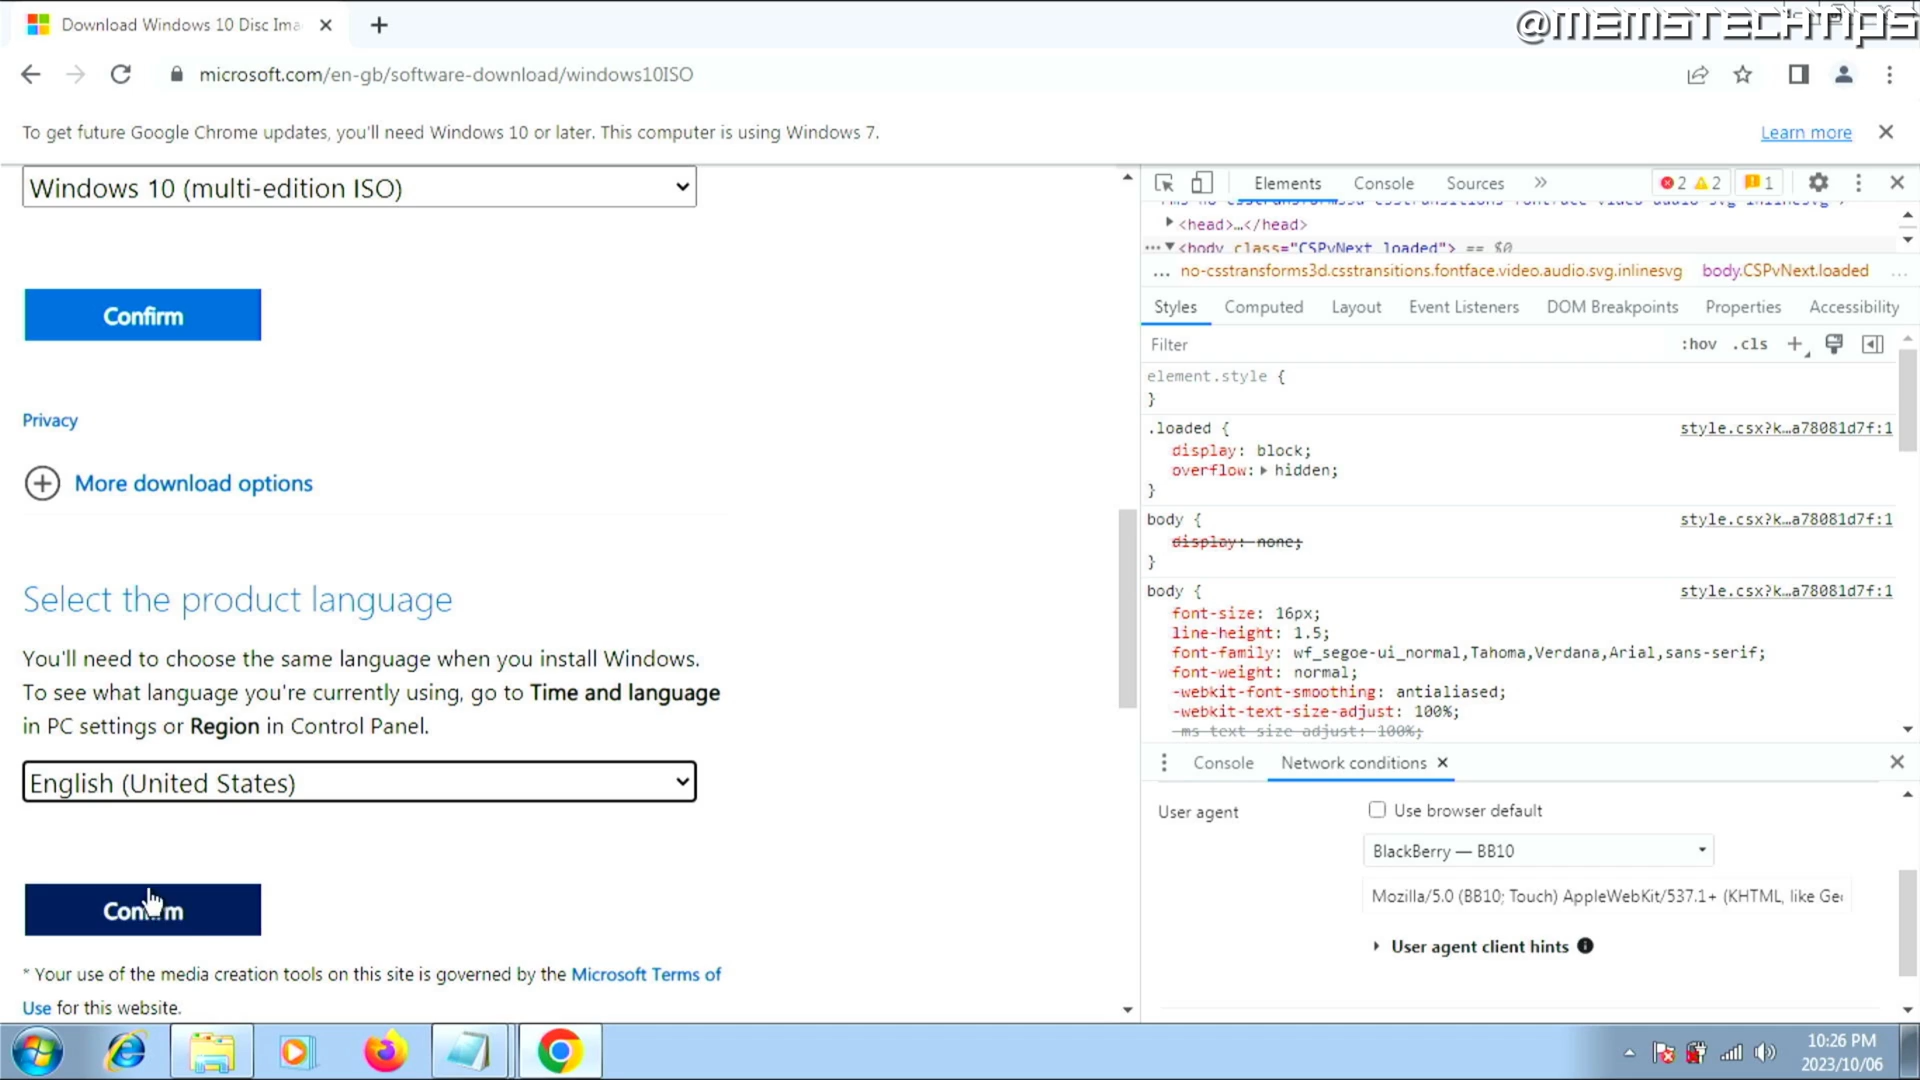 Download Windows 10 Disc Ima
@MEMSTECHTIPS
microsoft.com/en-gb/software-download/windows10ISO
To get future Google Chrome updates, you'll need Windows 10 or later. This computer is using Windows 7.
Learn more
Windows 10 (multi-edition ISO)
Confirm
Privacy
More download options
Select the product language
You'll need to choose the same language when you install Windows.
To see what language you're currently using, go to Time and language
in PC settings or Region in Control Panel.
English (United States)
Confirm
* Your use of the media creation tools on this site is governed by the Microsoft Terms of
Use for this website.
Elements Console Sources
2 2 1
<head>…</head>
<body class="CSPvNext loaded"> == $0
... no-csstransforms3d.csstransitions.fontface.video.audio.svg.inlinesvg body.CSPvNext.loaded ...
Styles Computed Layout Event Listeners DOM Breakpoints Properties Accessibility
Filter :hov .cls
element.style {
}
.loaded { style.csx?k…a78081d7f:1
display: block;
overflow: hidden;
}
body { style.csx?k…a78081d7f:1
display: none;
}
body { style.csx?k…a78081d7f:1
font-size: 16px;
line-height: 1.5;
font-family: wf_segoe-ui_normal,Tahoma,Verdana,Arial,sans-serif;
font-weight: normal;
-webkit-font-smoothing: antialiased;
-webkit-text-size-adjust: 100%;
-ms-text-size-adjust: 100%;
Console Network conditions
User agent Use browser default
BlackBerry — BB10
Mozilla/5.0 (BB10; Touch) AppleWebKit/537.1+ (KHTML, like Gec
User agent client hints
10:26 PM
2023/10/06